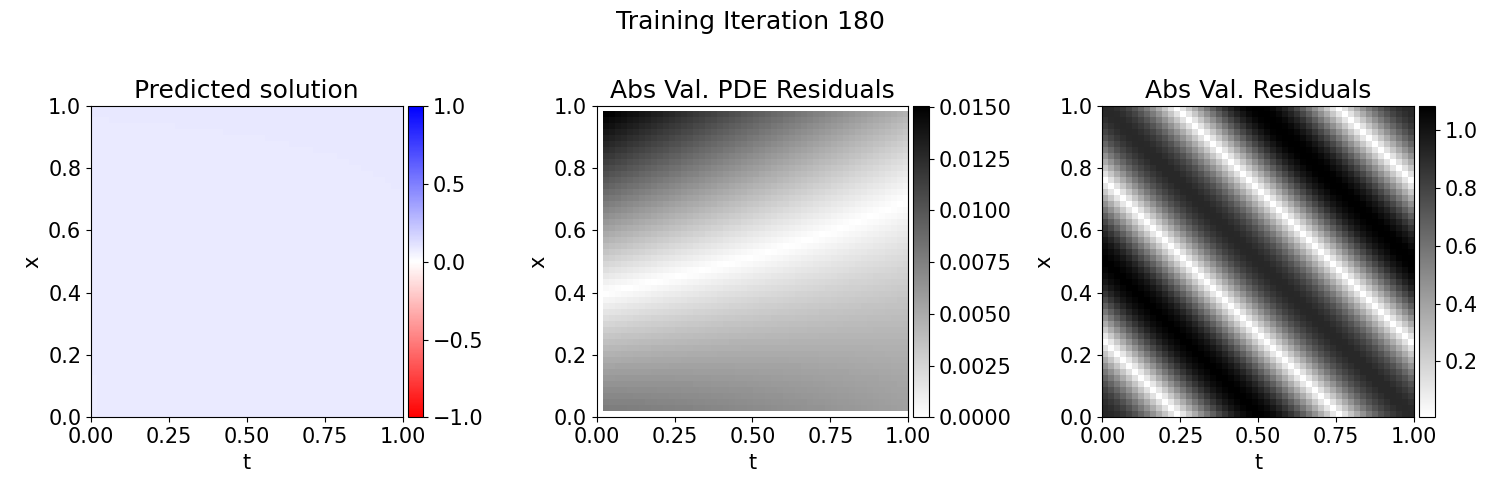 Training Iteration 180
Predicted solution
1.0
0.8
0.6
0.4
0.2
0.0
x
0.00 0.25 0.50 0.75 1.00
t
1.0
0.5
0.0
−0.5
−1.0
Abs Val. PDE Residuals
1.0
0.8
0.6
0.4
0.2
0.0
x
0.00 0.25 0.50 0.75 1.00
t
0.0150
0.0125
0.0100
0.0075
0.0050
0.0025
0.0000
Abs Val. Residuals
1.0
0.8
0.6
0.4
0.2
0.0
x
0.00 0.25 0.50 0.75 1.00
t
1.0
0.8
0.6
0.4
0.2